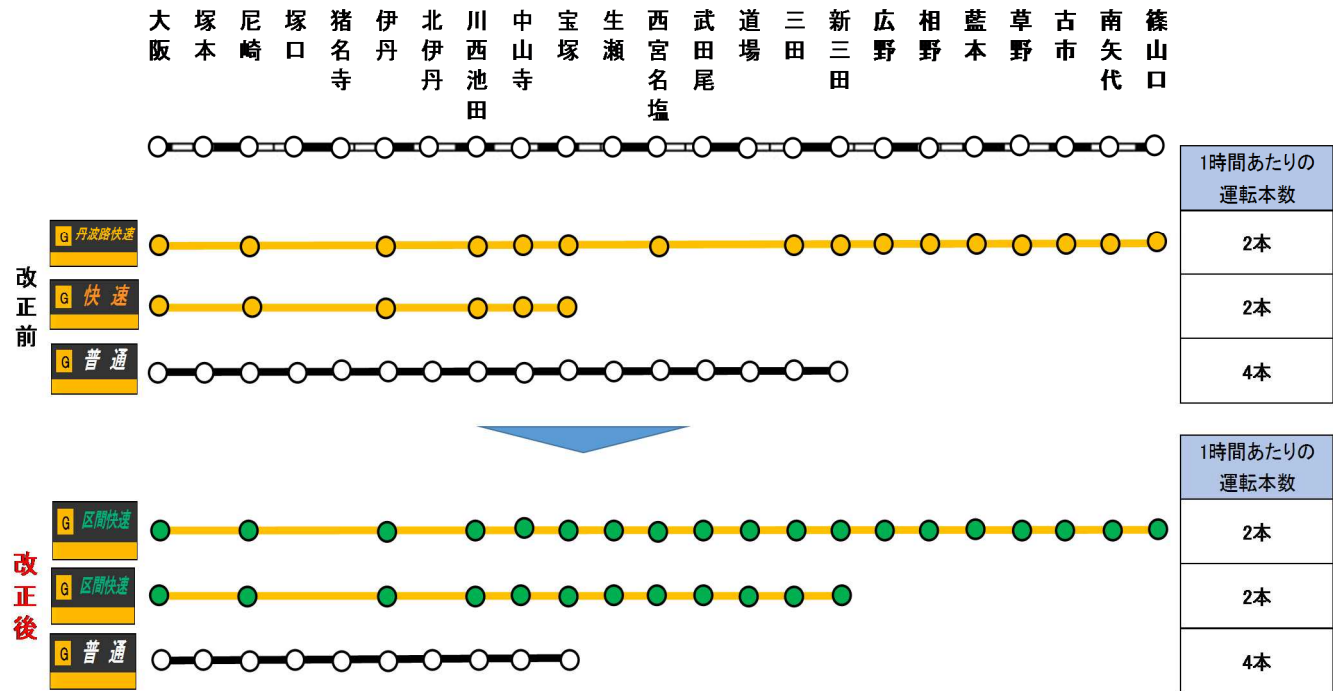 大阪
塚本
尼崎
塚口
猪名寺
伊丹
北伊丹
川西池田
中山寺
宝塚
生瀬
西宮名塩
武田尾
道場
三田
新三田
広野
相野
藍本
草野
古市
南矢代
篠山口
1時間あたりの
運転本数
改正前
G 丹波路快速
2本
G 快速
2本
G 普通
4本
1時間あたりの
運転本数
改正後
G 区間快速
2本
G 区間快速
2本
G 普通
4本